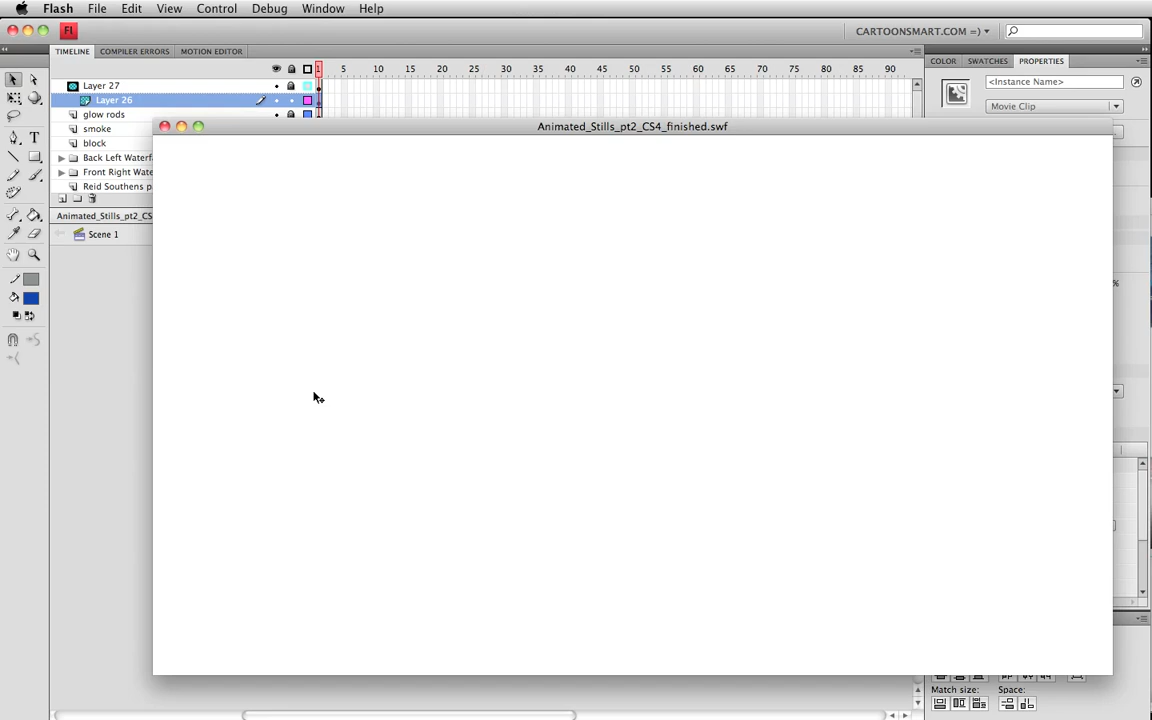 Flash File Edit View Control Debug Window Help
Fl CARTOONSMART.COM =)
TIMELINE COMPILER ERRORS MOTION EDITOR
COLOR SWATCHES PROPERTIES
1 5 10 15 20 25 30 35 40 45 50 55 60 65 70 75 80 85 90
Layer 27
<Instance Name>
Layer 26
Movie Clip
glow rods
Animated_Stills_pt2_CS4_finished.swf
smoke
block
Back Left Waterf
Front Right Wate
Reid Southens p
Animated_Stills_pt2_CS
Scene 1
T
%
Match size: Space: